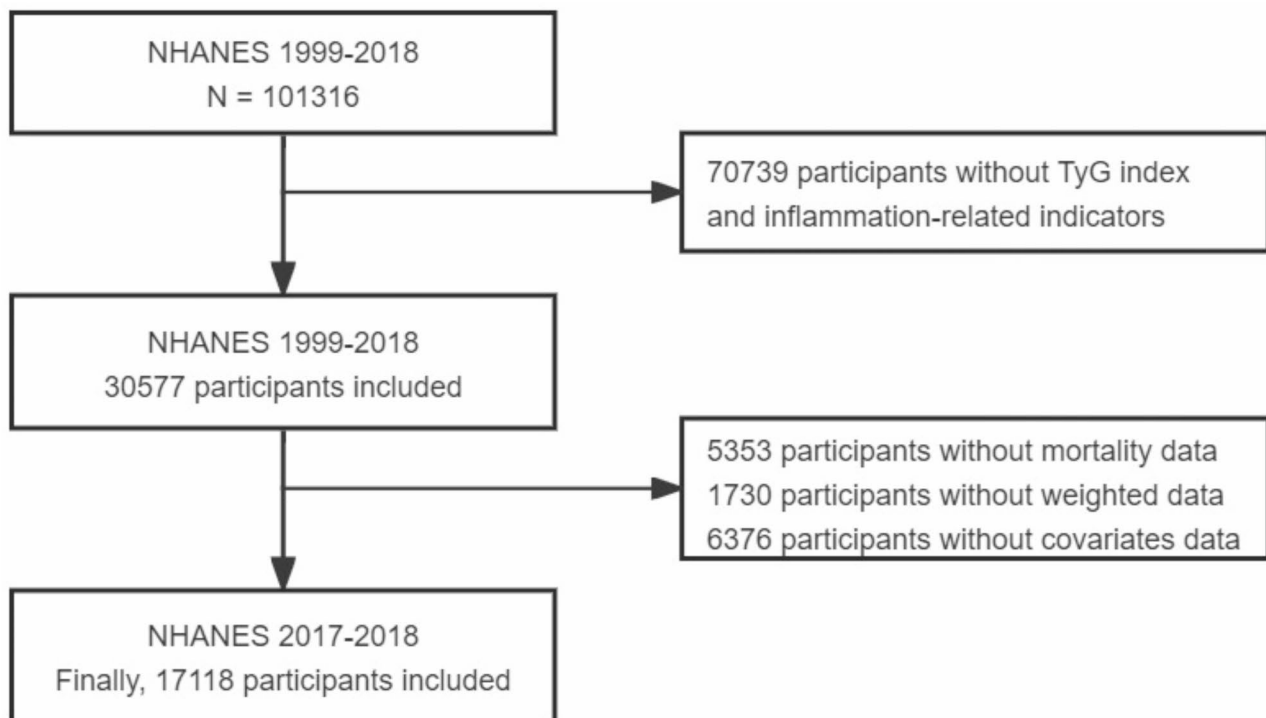 NHANES 1999-2018
N = 101316
70739 participants without TyG index
and inflammation-related indicators
NHANES 1999-2018
30577 participants included
5353 participants without mortality data
1730 participants without weighted data
6376 participants without covariates data
NHANES 2017-2018
Finally, 17118 participants included